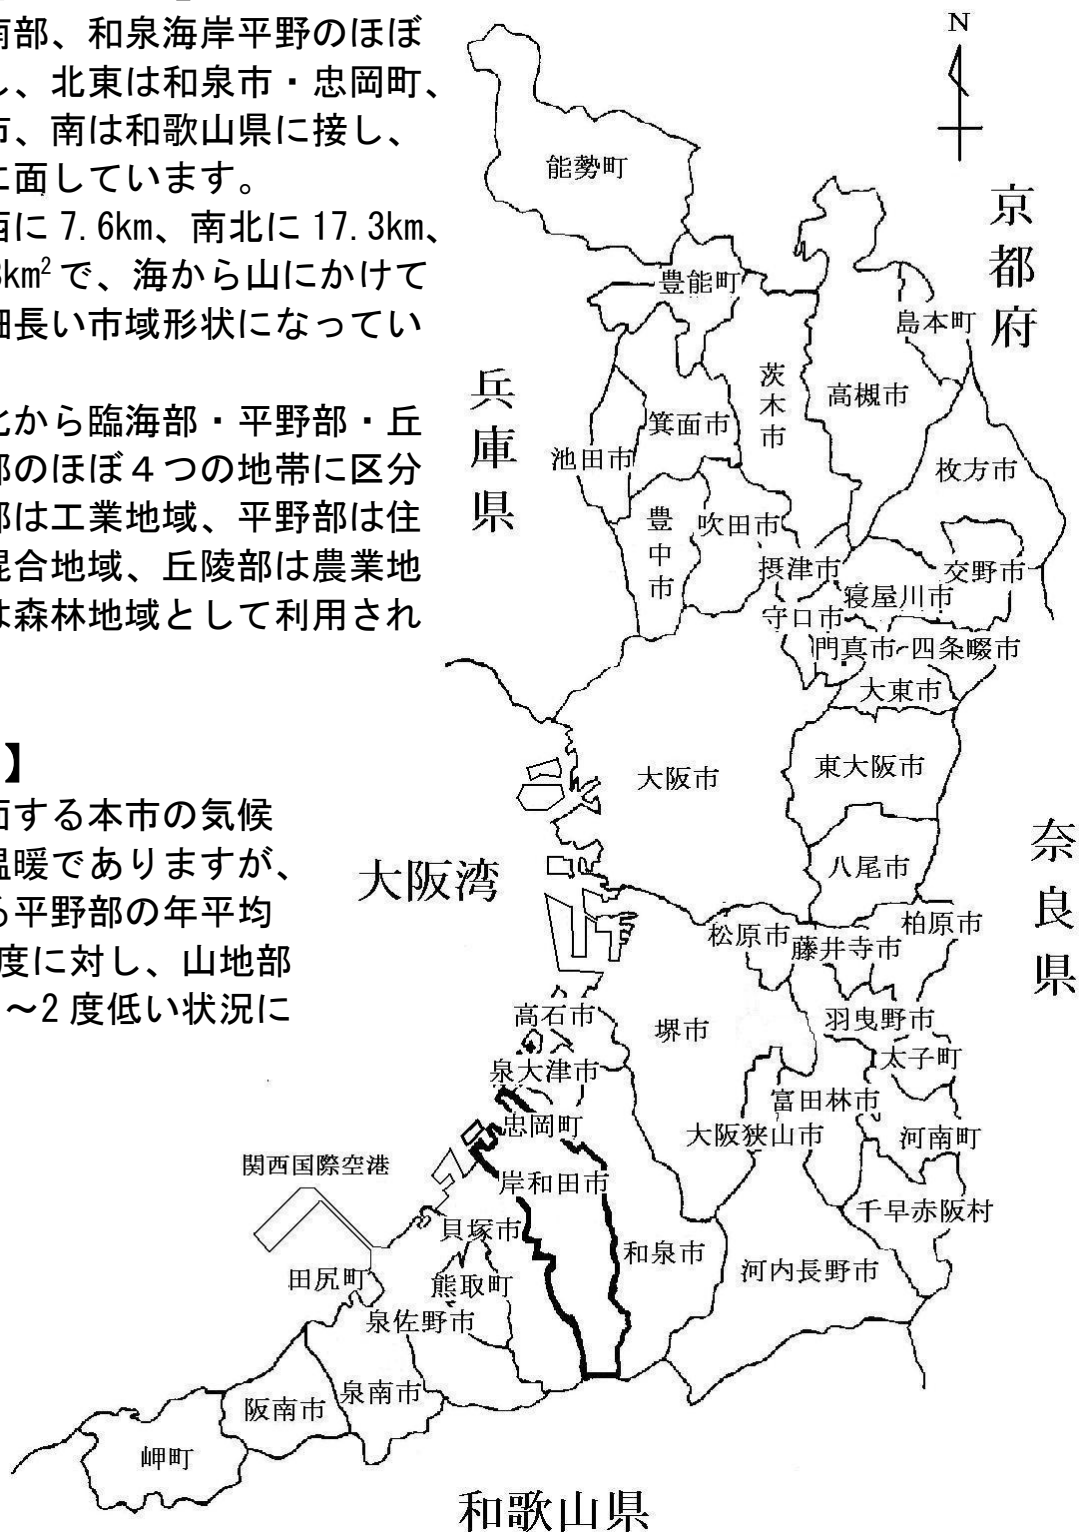 】
南部、和泉海岸平野のほぼ
し、北東は和泉市・忠岡町、
市、南は和歌山県に接し、
に面しています。
西に 7.6km、南北に 17.3km、
km²で、海から山にかけて
細長い市域形状になってい
北から臨海部・平野部・丘
部のほぼ４つの地帯に区分
部は工業地域、平野部は住
混合地域、丘陵部は農業地
は森林地域として利用され
】
面する本市の気候
温暖でありますが、
る平野部の年平均
度に対し、山地部
～2 度低い状況に
N
能勢町
京都府
豊能町
島本町
兵庫県
茨木市
高槻市
箕面市
池田市
枚方市
豊中市
吹田市
摂津市
交野市
寝屋川市
守口市
門真市
四条畷市
大東市
大阪市
東大阪市
奈良県
八尾市
大阪湾
柏原市
松原市
藤井寺市
高石市
堺市
羽曳野市
太子町
泉大津市
富田林市
忠岡町
大阪狭山市
河南町
関西国際空港
岸和田市
千早赤阪村
貝塚市
和泉市
河内長野市
田尻町
熊取町
泉佐野市
泉南市
阪南市
岬町
和歌山県